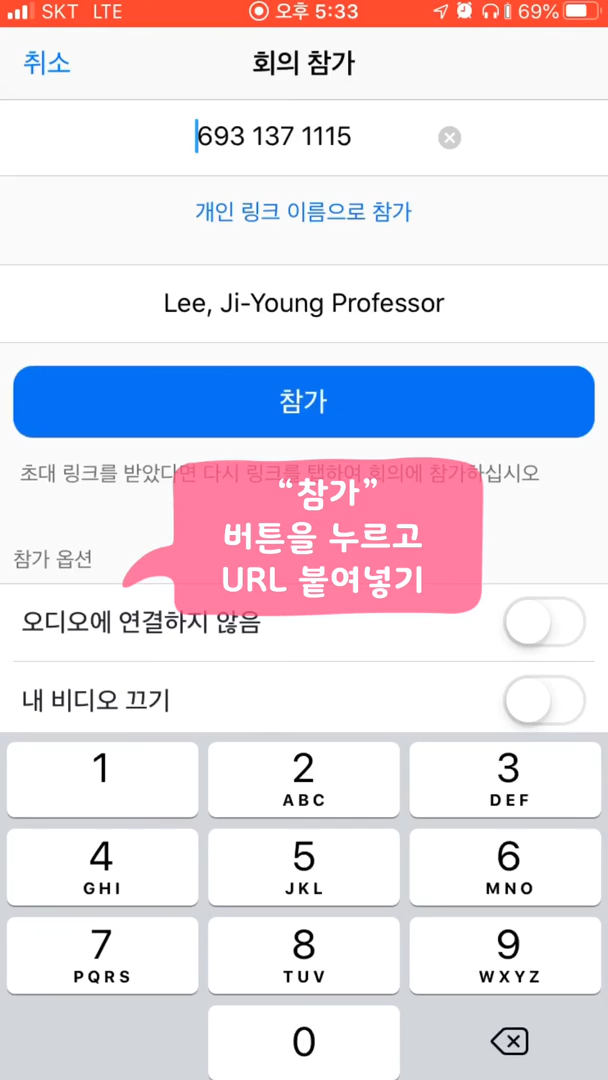 SKT LTE 오후 5:33 69%
취소 회의 참가
693 137 1115
개인 링크 이름으로 참가
Lee, Ji-Young Professor
참가
초대 링크를 받았다면 다시 링크를 탭하여 회의에 참가하십시오
“참가”
버튼을 누르고
URL 붙여넣기
참가 옵션
오디오에 연결하지 않음
내 비디오 끄기
1 2 3
ABC DEF
4 5 6
GHI JKL MNO
7 8 9
PQRS TUV WXYZ
0